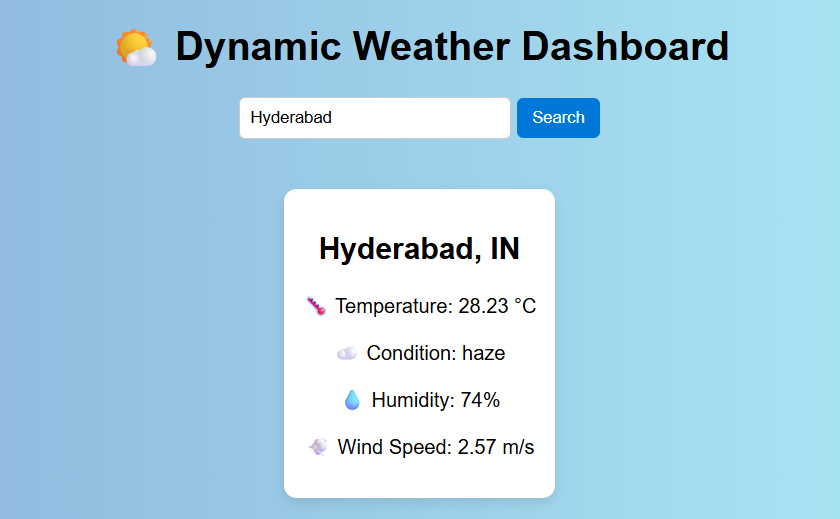 Dynamic Weather Dashboard
Hyderabad
Search
Hyderabad, IN
Temperature: 28.23 °C
Condition: haze
Humidity: 74%
Wind Speed: 2.57 m/s